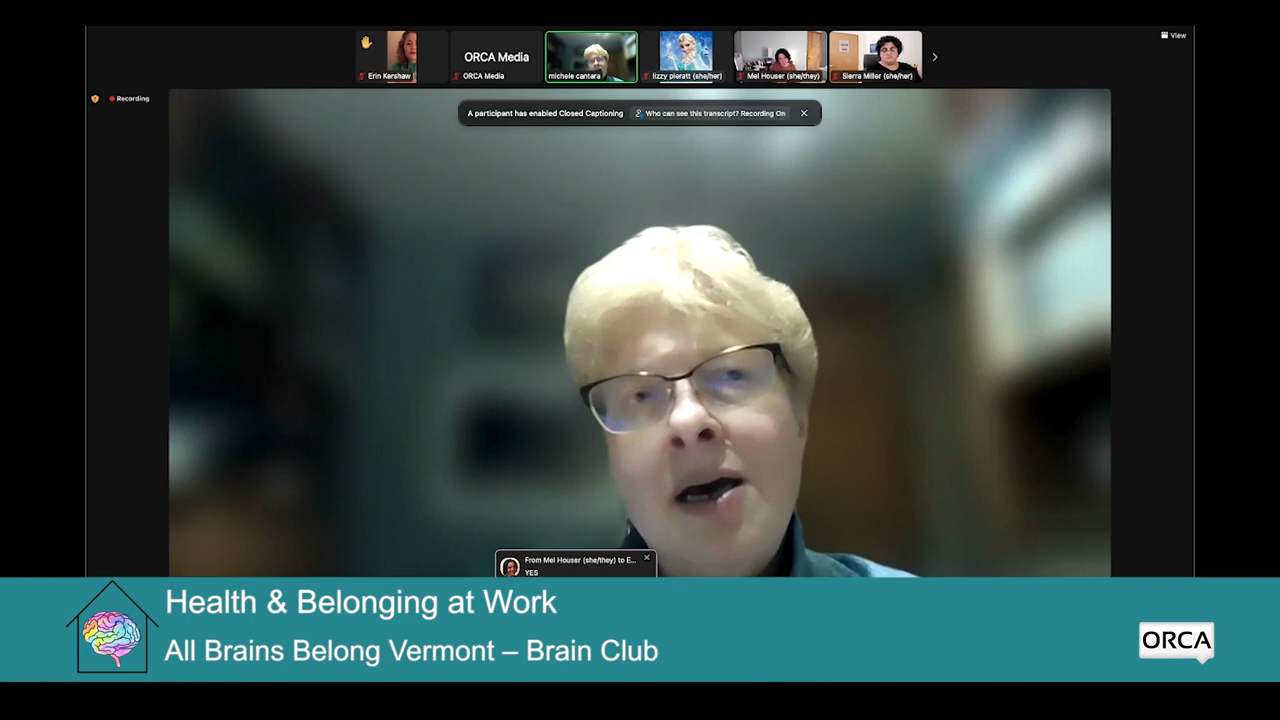 ORCA Media
View
Erin Kershaw
ORCA Media
michele cantara
lizzy pieratt (she/her)
Mel Houser (she/they)
Sierra Miller (she/her)
Recording
A participant has enabled Closed Captioning
Who can see this transcript? Recording On
From Mel Houser (she/they) to E...
YES
Health & Belonging at Work
All Brains Belong Vermont – Brain Club
ORCA